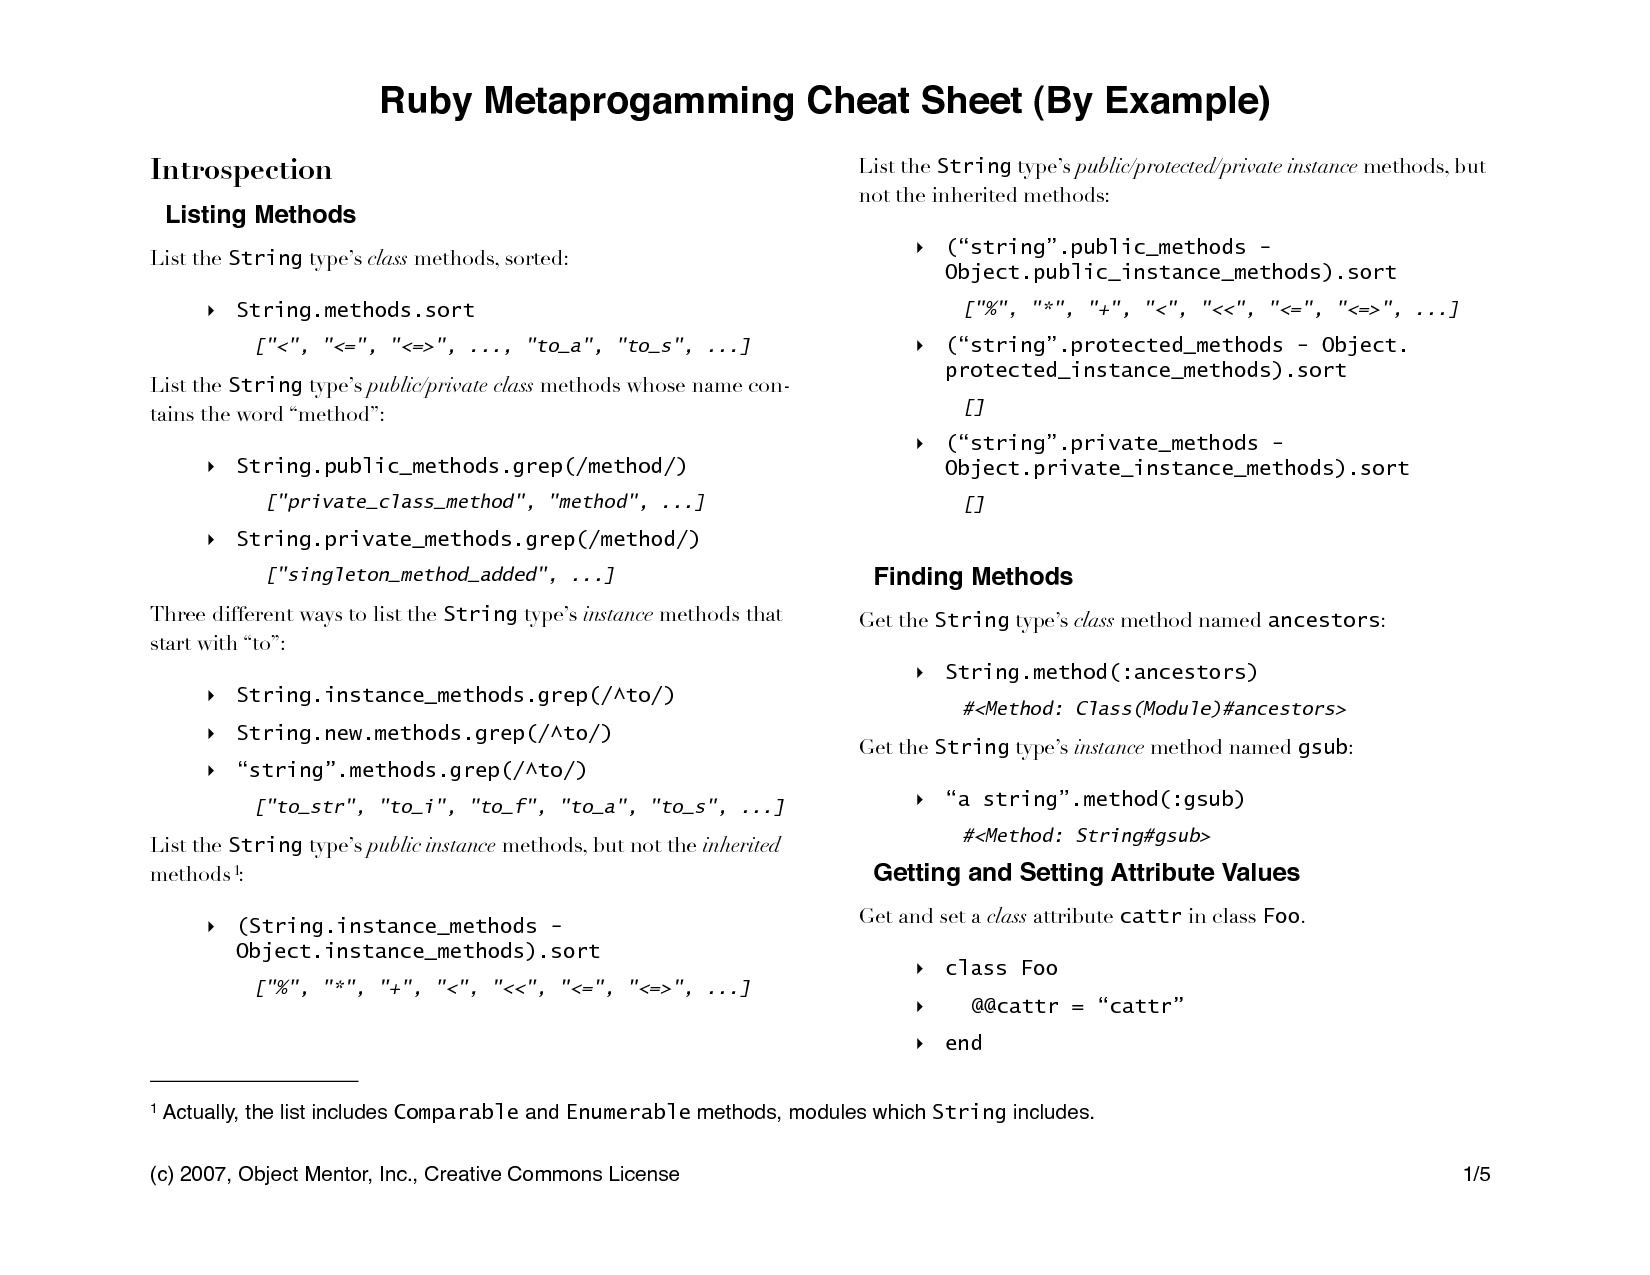 Ruby Metaprogamming Cheat Sheet (By Example)
Introspection
Listing Methods
List the String type’s class methods, sorted:
‣ String.methods.sort
["<", "<=", "<=>", ..., "to_a", "to_s", ...]
List the String type’s public/private class methods whose name con-
tains the word “method”:
‣ String.public_methods.grep(/method/)
["private_class_method", "method", ...]
‣ String.private_methods.grep(/method/)
["singleton_method_added", ...]
Three different ways to list the String type’s instance methods that
start with “to”:
‣ String.instance_methods.grep(/^to/)
‣ String.new.methods.grep(/^to/)
‣ “string”.methods.grep(/^to/)
["to_str", "to_i", "to_f", "to_a", "to_s", ...]
List the String type’s public instance methods, but not the inherited
methods 1:
‣ (String.instance_methods –
Object.instance_methods).sort
["%", "*", "+", "<", "<<", "<=", "<=>", ...]
List the String type’s public/protected/private instance methods, but
not the inherited methods:
‣ (“string”.public_methods –
Object.public_instance_methods).sort
["%", "*", "+", "<", "<<", "<=", "<=>", ...]
‣ (“string”.protected_methods – Object.
protected_instance_methods).sort
[]
‣ (“string”.private_methods –
Object.private_instance_methods).sort
[]
Finding Methods
Get the String type’s class method named ancestors:
‣ String.method(:ancestors)
#<Method: Class(Module)#ancestors>
Get the String type’s instance method named gsub:
‣ “a string”.method(:gsub)
#<Method: String#gsub>
Getting and Setting Attribute Values
Get and set a class attribute cattr in class Foo.
‣ class Foo
‣ @@cattr = “cattr”
‣ end
1 Actually, the list includes Comparable and Enumerable methods, modules which String includes.
(c) 2007, Object Mentor, Inc., Creative Commons License
1/5